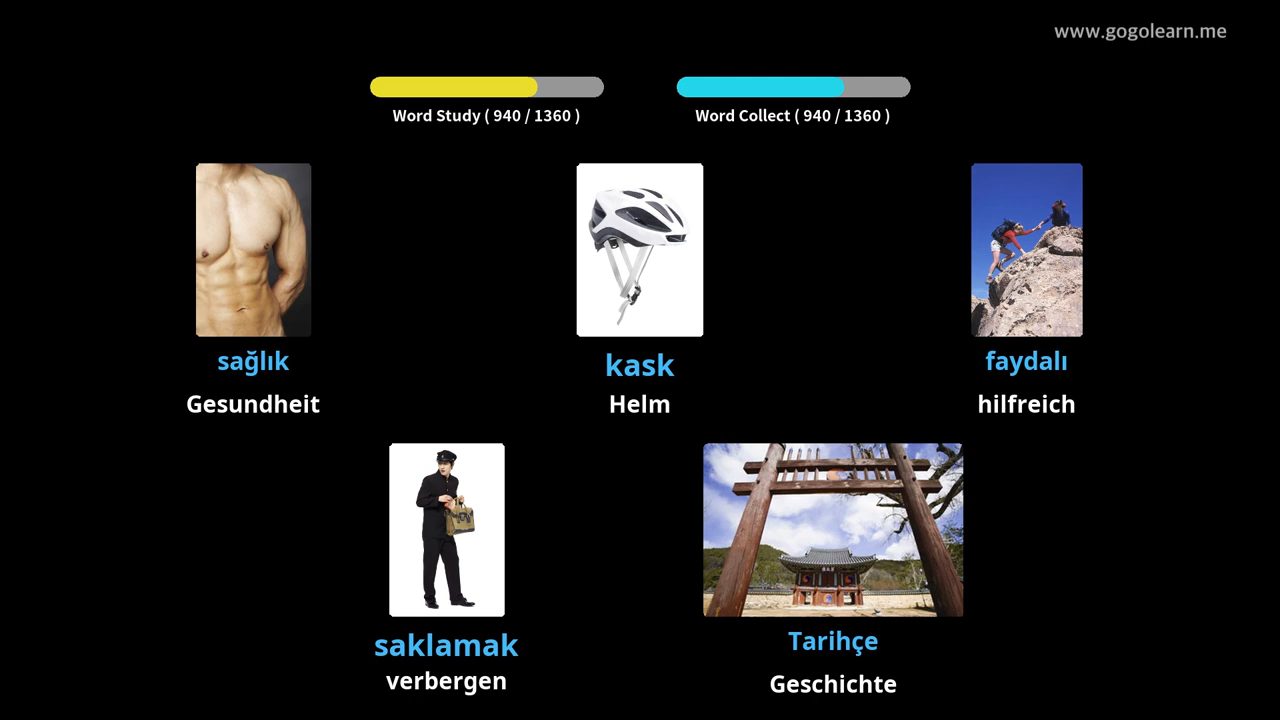 www.gogolearn.me
Word Study ( 940 / 1360 )
Word Collect ( 940 / 1360 )
sağlık
Gesundheit
kask
Helm
faydalı
hilfreich
saklamak
verbergen
Tarihçe
Geschichte